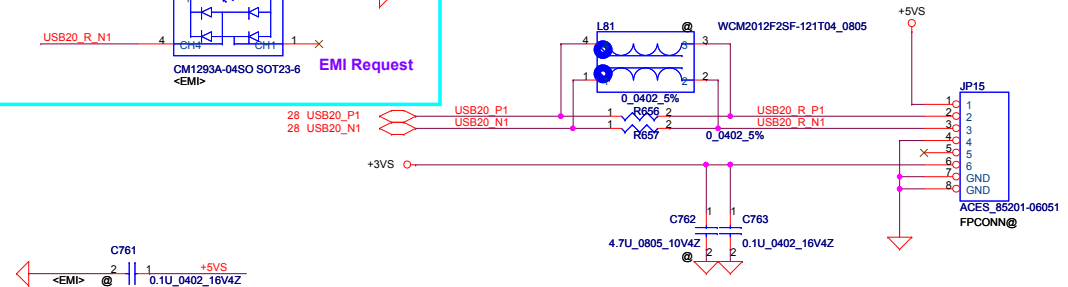 +5VS
L81
@
WCM2012F2SF-121T04_0805
USB20_R_N1
4
CH4
CH1
1
4
3
3
EMI Request
CM1293A-04SO SOT23-6
<EMI>
1
2
2
0_0402_5%
JP15
28 USB20_P1
USB20_P1
1
R656
2
USB20_R_P1
28 USB20_N1
USB20_N1
1
R657
2
0_0402_5%
USB20_R_N1
1
1
2
2
3
3
4
4
5
5
6
6
7
GND
8
GND
+3VS
ACES_85201-06051
FPCONN@
C762
1
1
C763
4.7U_0805_10V4Z
0.1U_0402_16V4Z
@
2
2
C761
<EMI>
@
2
1
+5VS
0.1U_0402_16V4Z